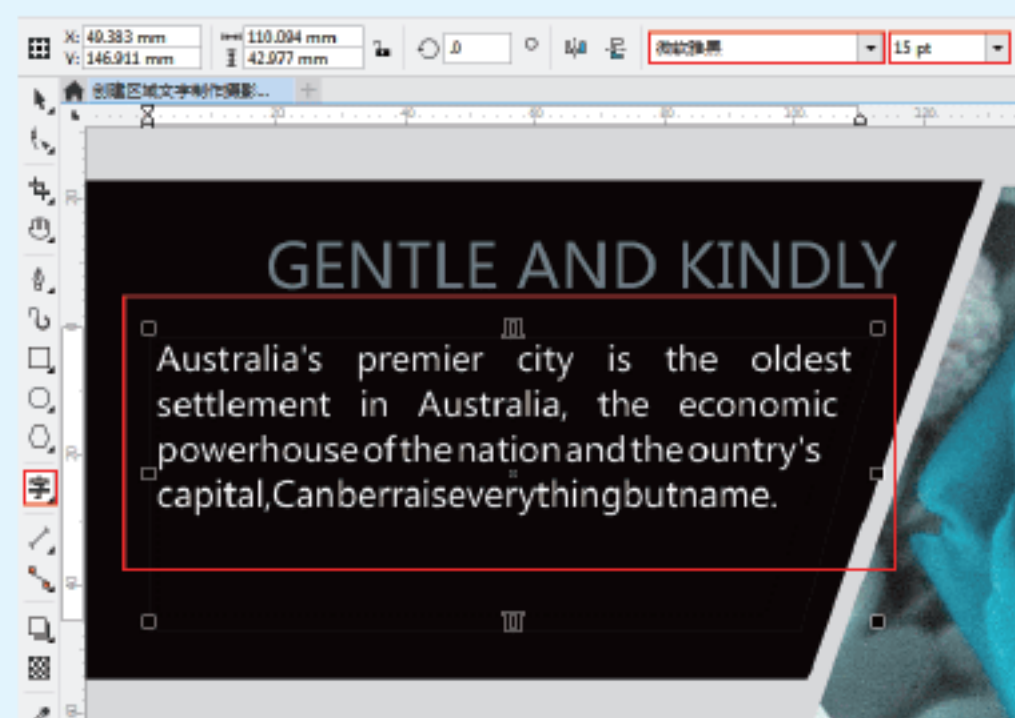 X: 49.383 mm 110.094 mm .0 微软雅黑 15 pt
Y: 146.911 mm 42.977 mm
创建区域文字制作摄影...
20 40 60 80 100 120
GENTLE AND KINDLY
Australia's premier city is the oldest
settlement in Australia, the economic
powerhouseofthenationandtheountry's
capital,Canberraiseverythingbutname.
字